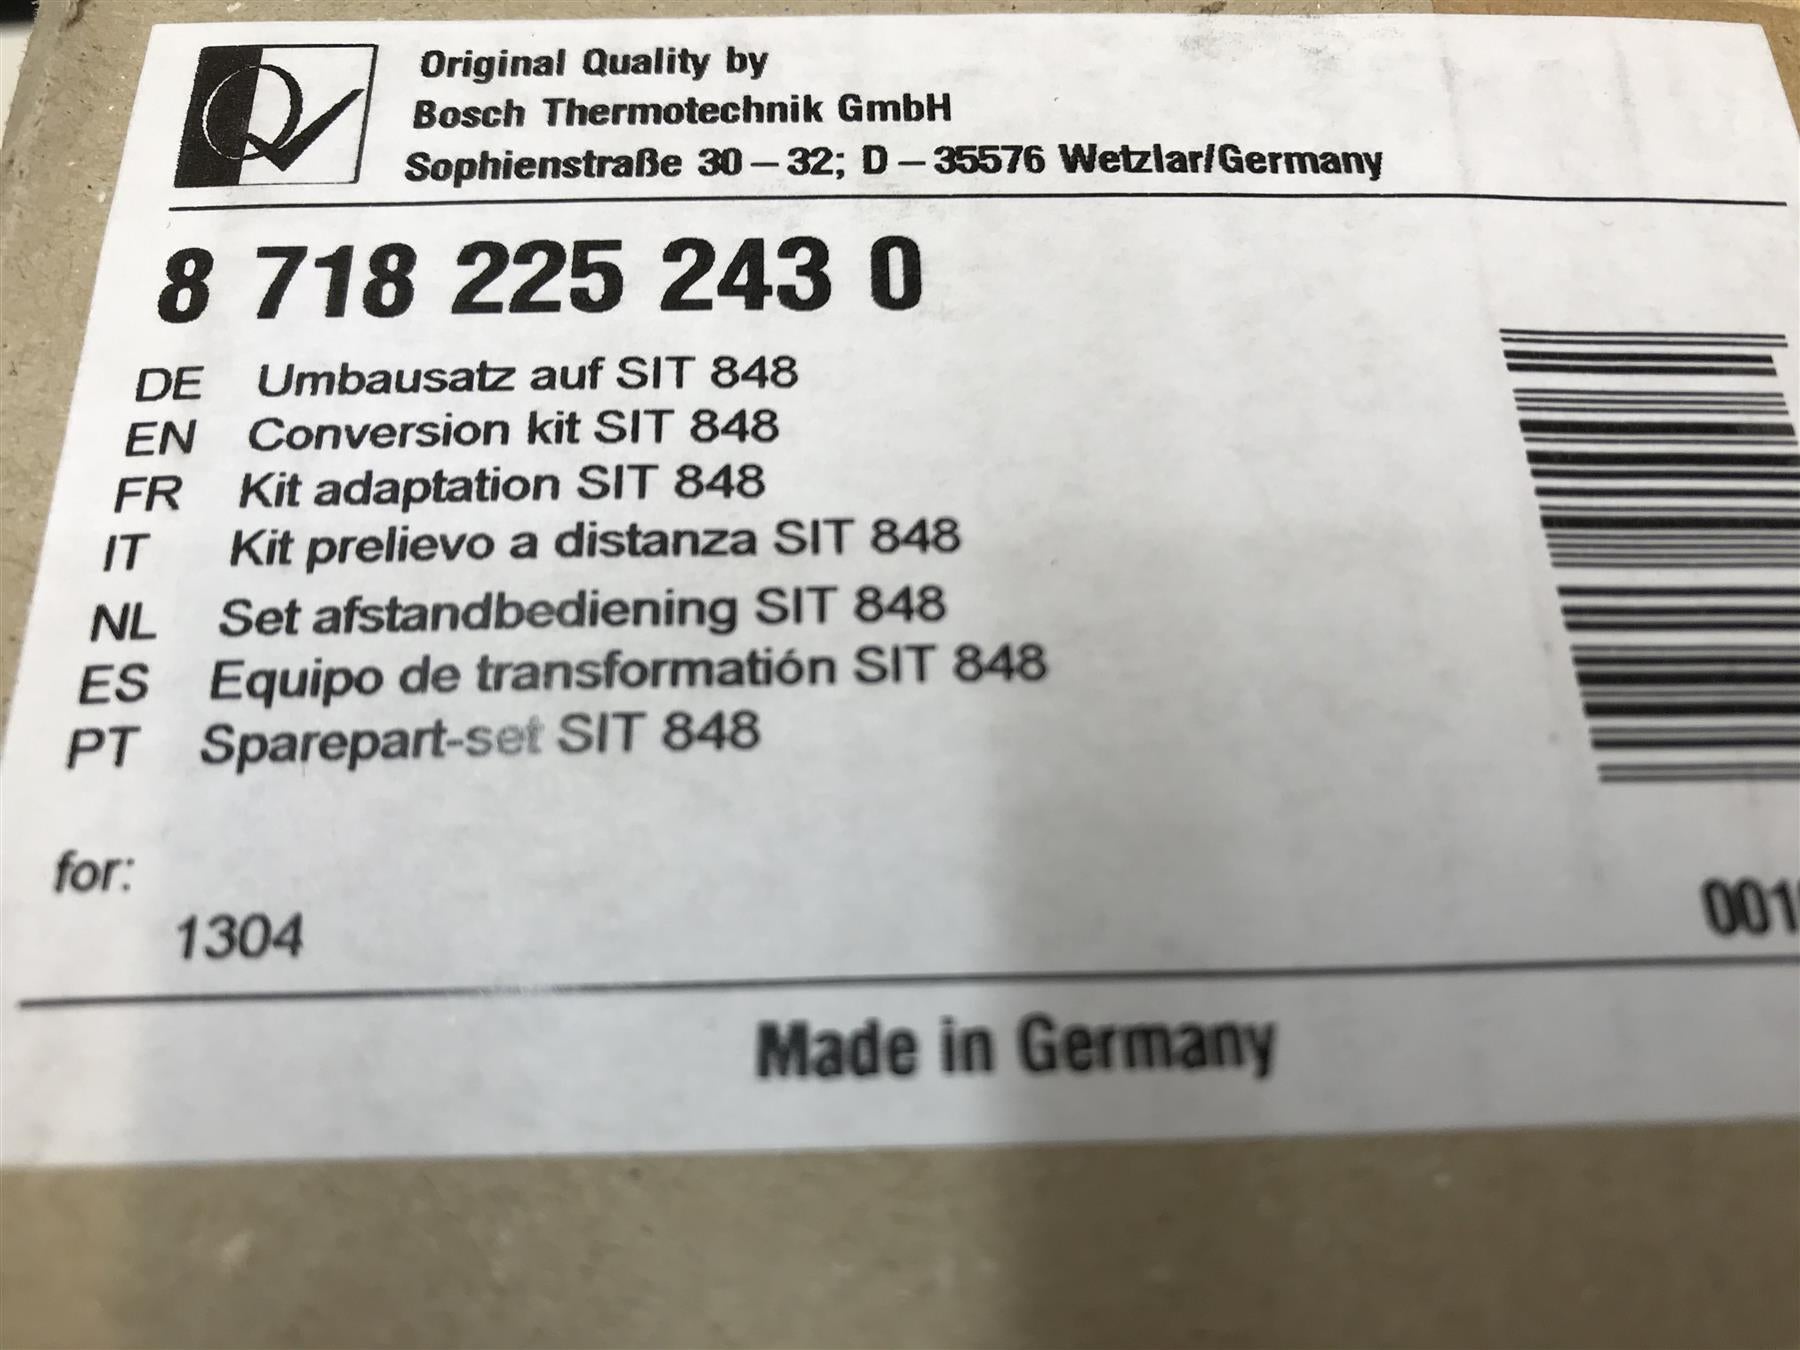 Original Quality by
Bosch Thermotechnik GmbH
Sophienstraße 30 – 32; D – 35576 Wetzlar/Germany
8 718 225 243 0
DE Umbausatz auf SIT 848
EN Conversion kit SIT 848
FR Kit adaptation SIT 848
IT Kit prelievo a distanza SIT 848
NL Set afstandbediening SIT 848
ES Equipo de transformatión SIT 848
PT Sparepart-set SIT 848
for:
1304
Made in Germany